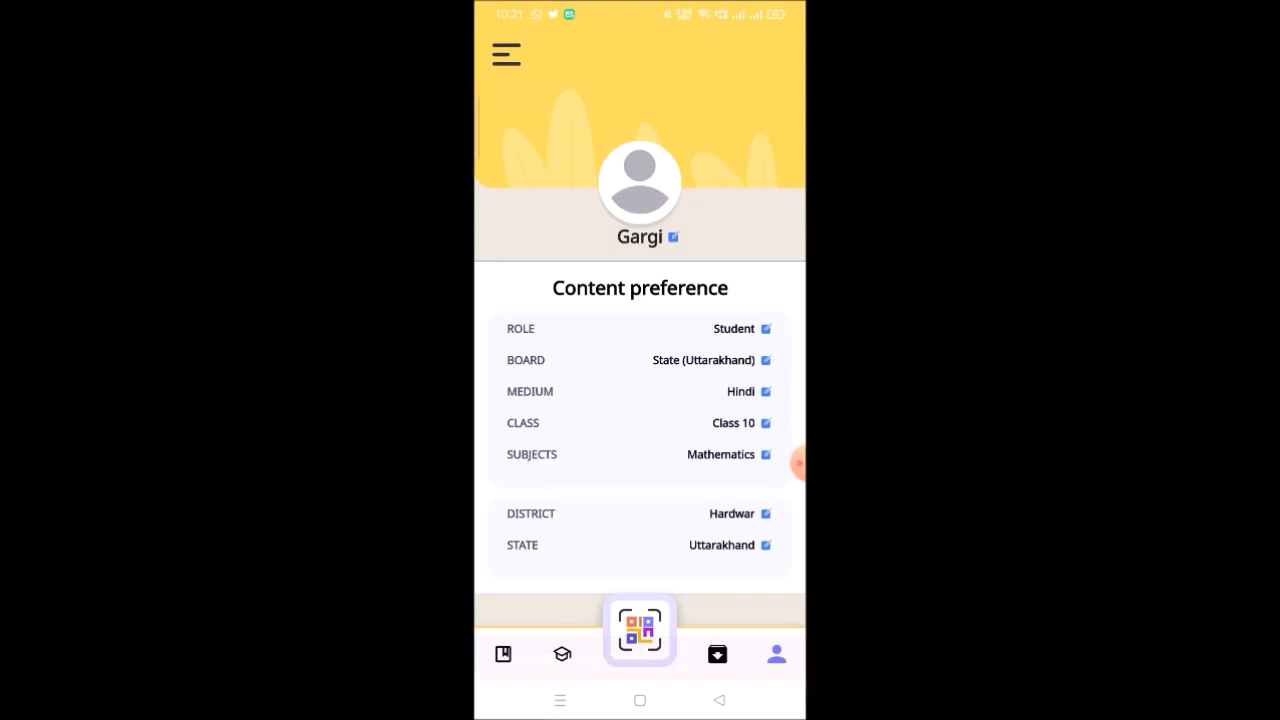 10:21
Gargi
Content preference
ROLE Student
BOARD State (Uttarakhand)
MEDIUM Hindi
CLASS Class 10
SUBJECTS Mathematics
DISTRICT Hardwar
STATE Uttarakhand